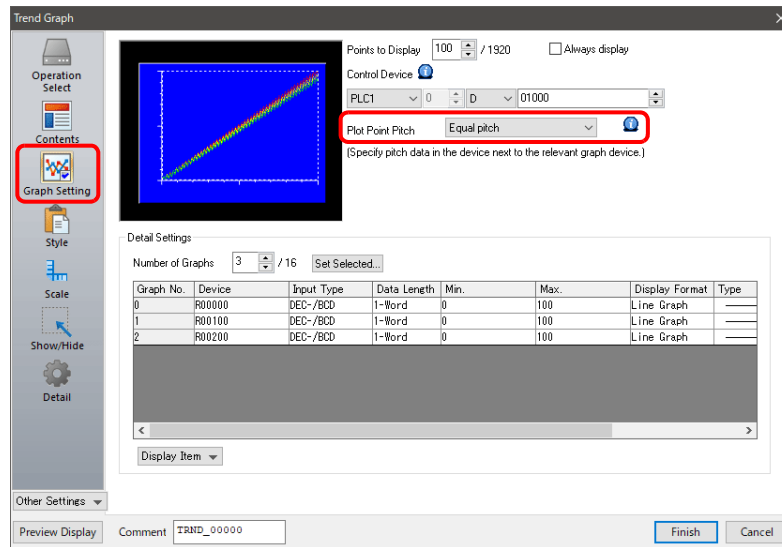 Trend Graph
Operation
Select
Contents
Graph Setting
Style
Scale
Show/Hide
Detail
Other Settings
Points to Display 100 / 1920 Always display
Control Device
PLC1 0 D 01000
Plot Point Pitch Equal pitch
(Specify pitch data in the device next to the relevant graph device.)
Detail Settings
Number of Graphs 3 / 16 Set Selected...
Graph No. Device Input Type Data Length Min. Max. Display Format Type
0 R00000 DEC-/BCD 1-Word 0 100 Line Graph
1 R00100 DEC-/BCD 1-Word 0 100 Line Graph
2 R00200 DEC-/BCD 1-Word 0 100 Line Graph
Display Item
Preview Display Comment TRND_00000 Finish Cancel